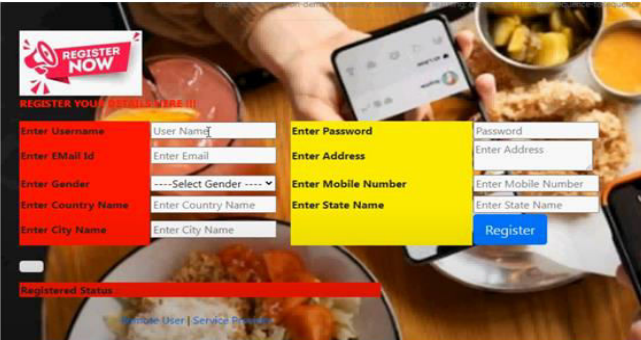 REGISTER
NOW
REGISTER YOUR DETAILS HERE !!!
Enter Username User Name Enter Password Password
Enter EMail Id Enter Email Enter Address Enter Address
Enter Gender ----Select Gender ---- Enter Mobile Number Enter Mobile Number
Enter Country Name Enter Country Name Enter State Name Enter State Name
Enter City Name Enter City Name Register
Registered Status
Remote User | Service Provider